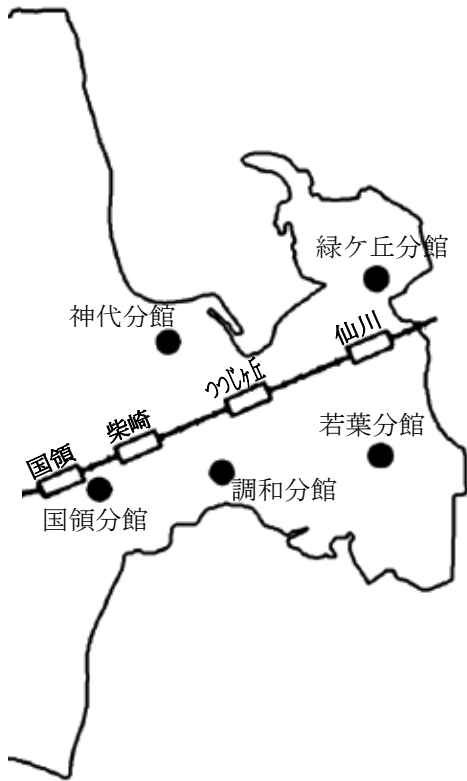 緑ケ丘分館
神代分館
仙川
つつじヶ丘
柴崎
若葉分館
国領
調和分館
国領分館